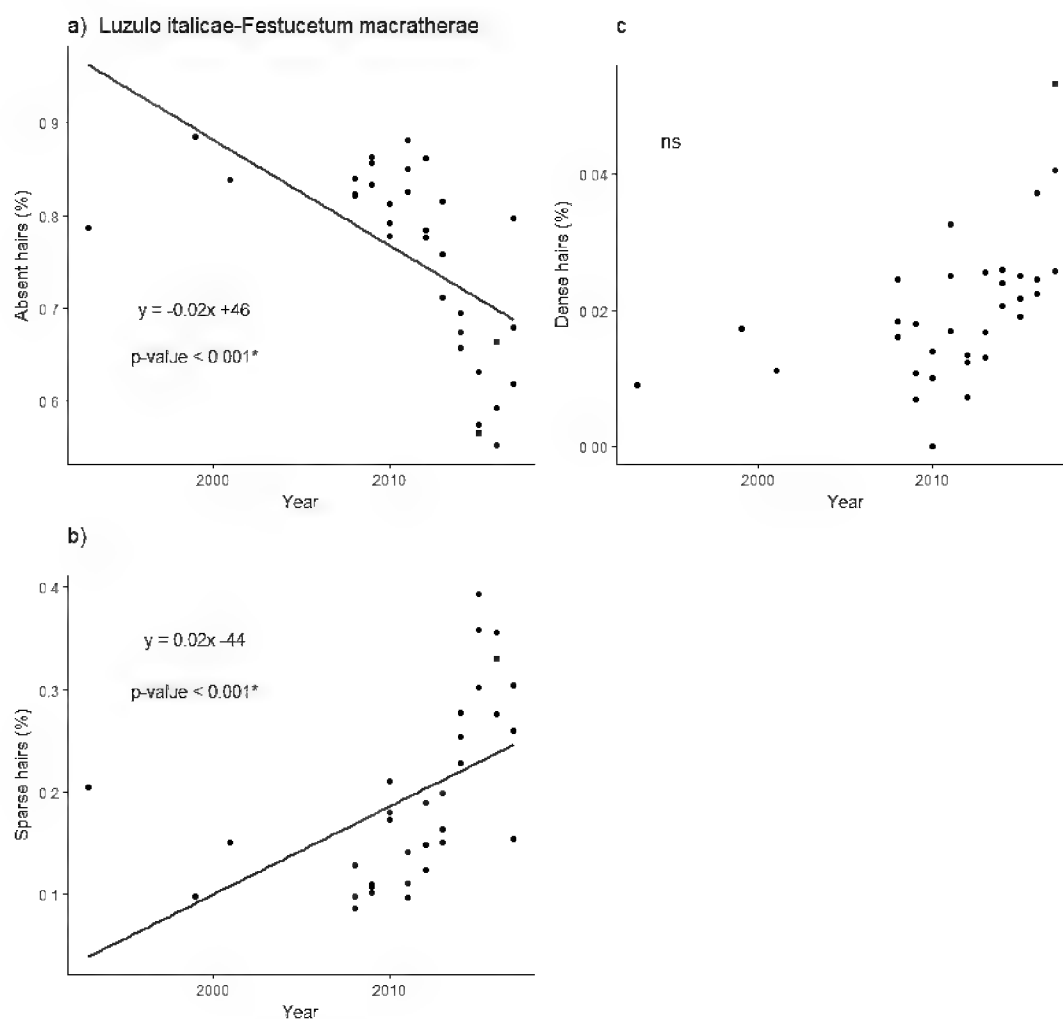 a) Luzulo italicae-Festucetum macratherae
0.9
0.8
0.7
0.6
Absent hairs (%)
y = -0.02x +46
p-value < 0.001*
2000
2010
Year
c
ns
0.04
0.02
0.00
Dense hairs (%)
2000
2010
Year
b)
0.4
0.3
0.2
0.1
Sparse hairs (%)
y = 0.02x -44
p-value < 0.001*
2000
2010
Year